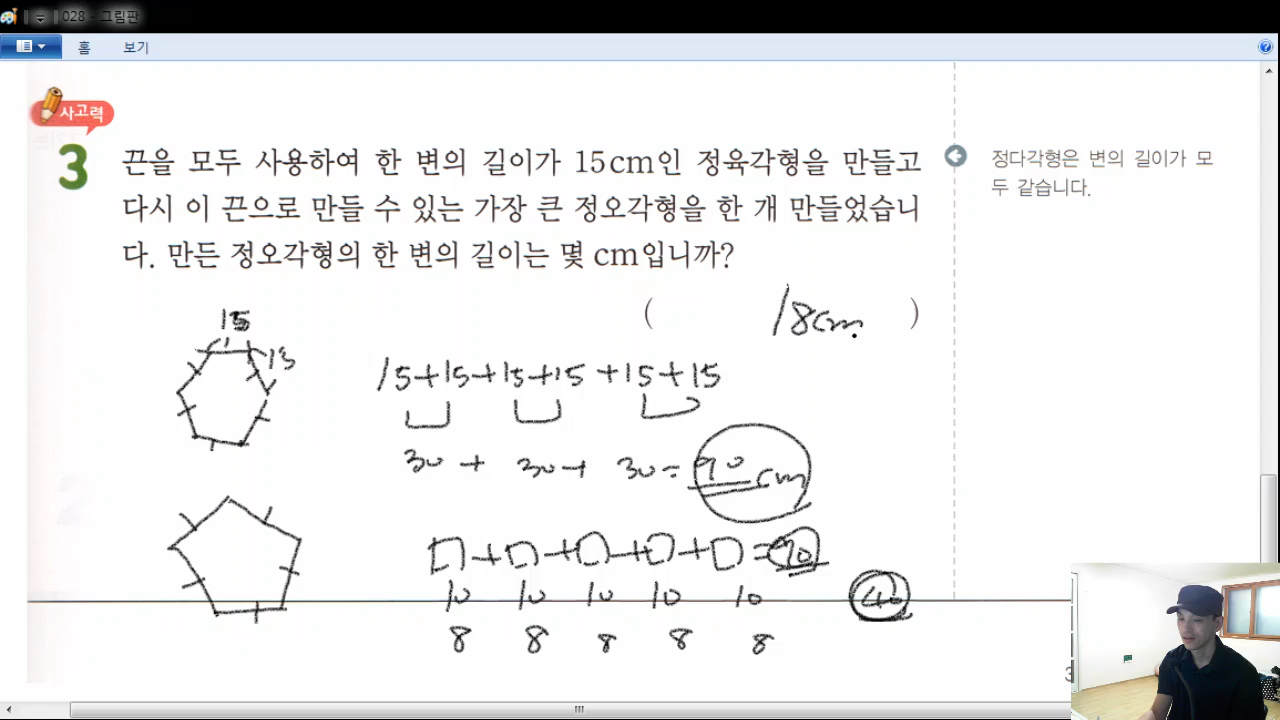 028 - 그림판
홈 보기
사고력
3 끈을 모두 사용하여 한 변의 길이가 15cm인 정육각형을 만들고
다시 이 끈으로 만들 수 있는 가장 큰 정오각형을 한 개 만들었습니
다. 만든 정오각형의 한 변의 길이는 몇 cm입니까?
정다각형은 변의 길이가 모
두 같습니다.
( 18cm )
15
15
15+15+15+15+15+15
30 + 30+ 30=90cm
□+□+□+□+□=90
10 10 10 10 10 40
8 8 8 8 8
3